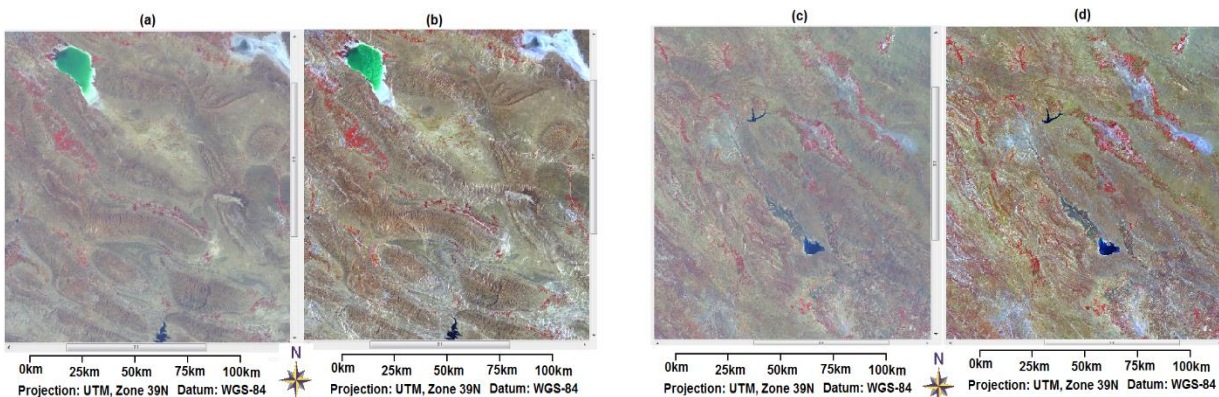 (a) (b) (c) (d)
0km 25km 50km 75km 100km 0km 25km 50km 75km 100km N 0km 25km 50km 75km 100km N 0km 25km 50km 75km 100km
Projection: UTM, Zone 39N Datum: WGS-84 Projection: UTM, Zone 39N Datum: WGS-84 Projection: UTM, Zone 39N Datum: WGS-84 Projection: UTM, Zone 39N Datum: WGS-84